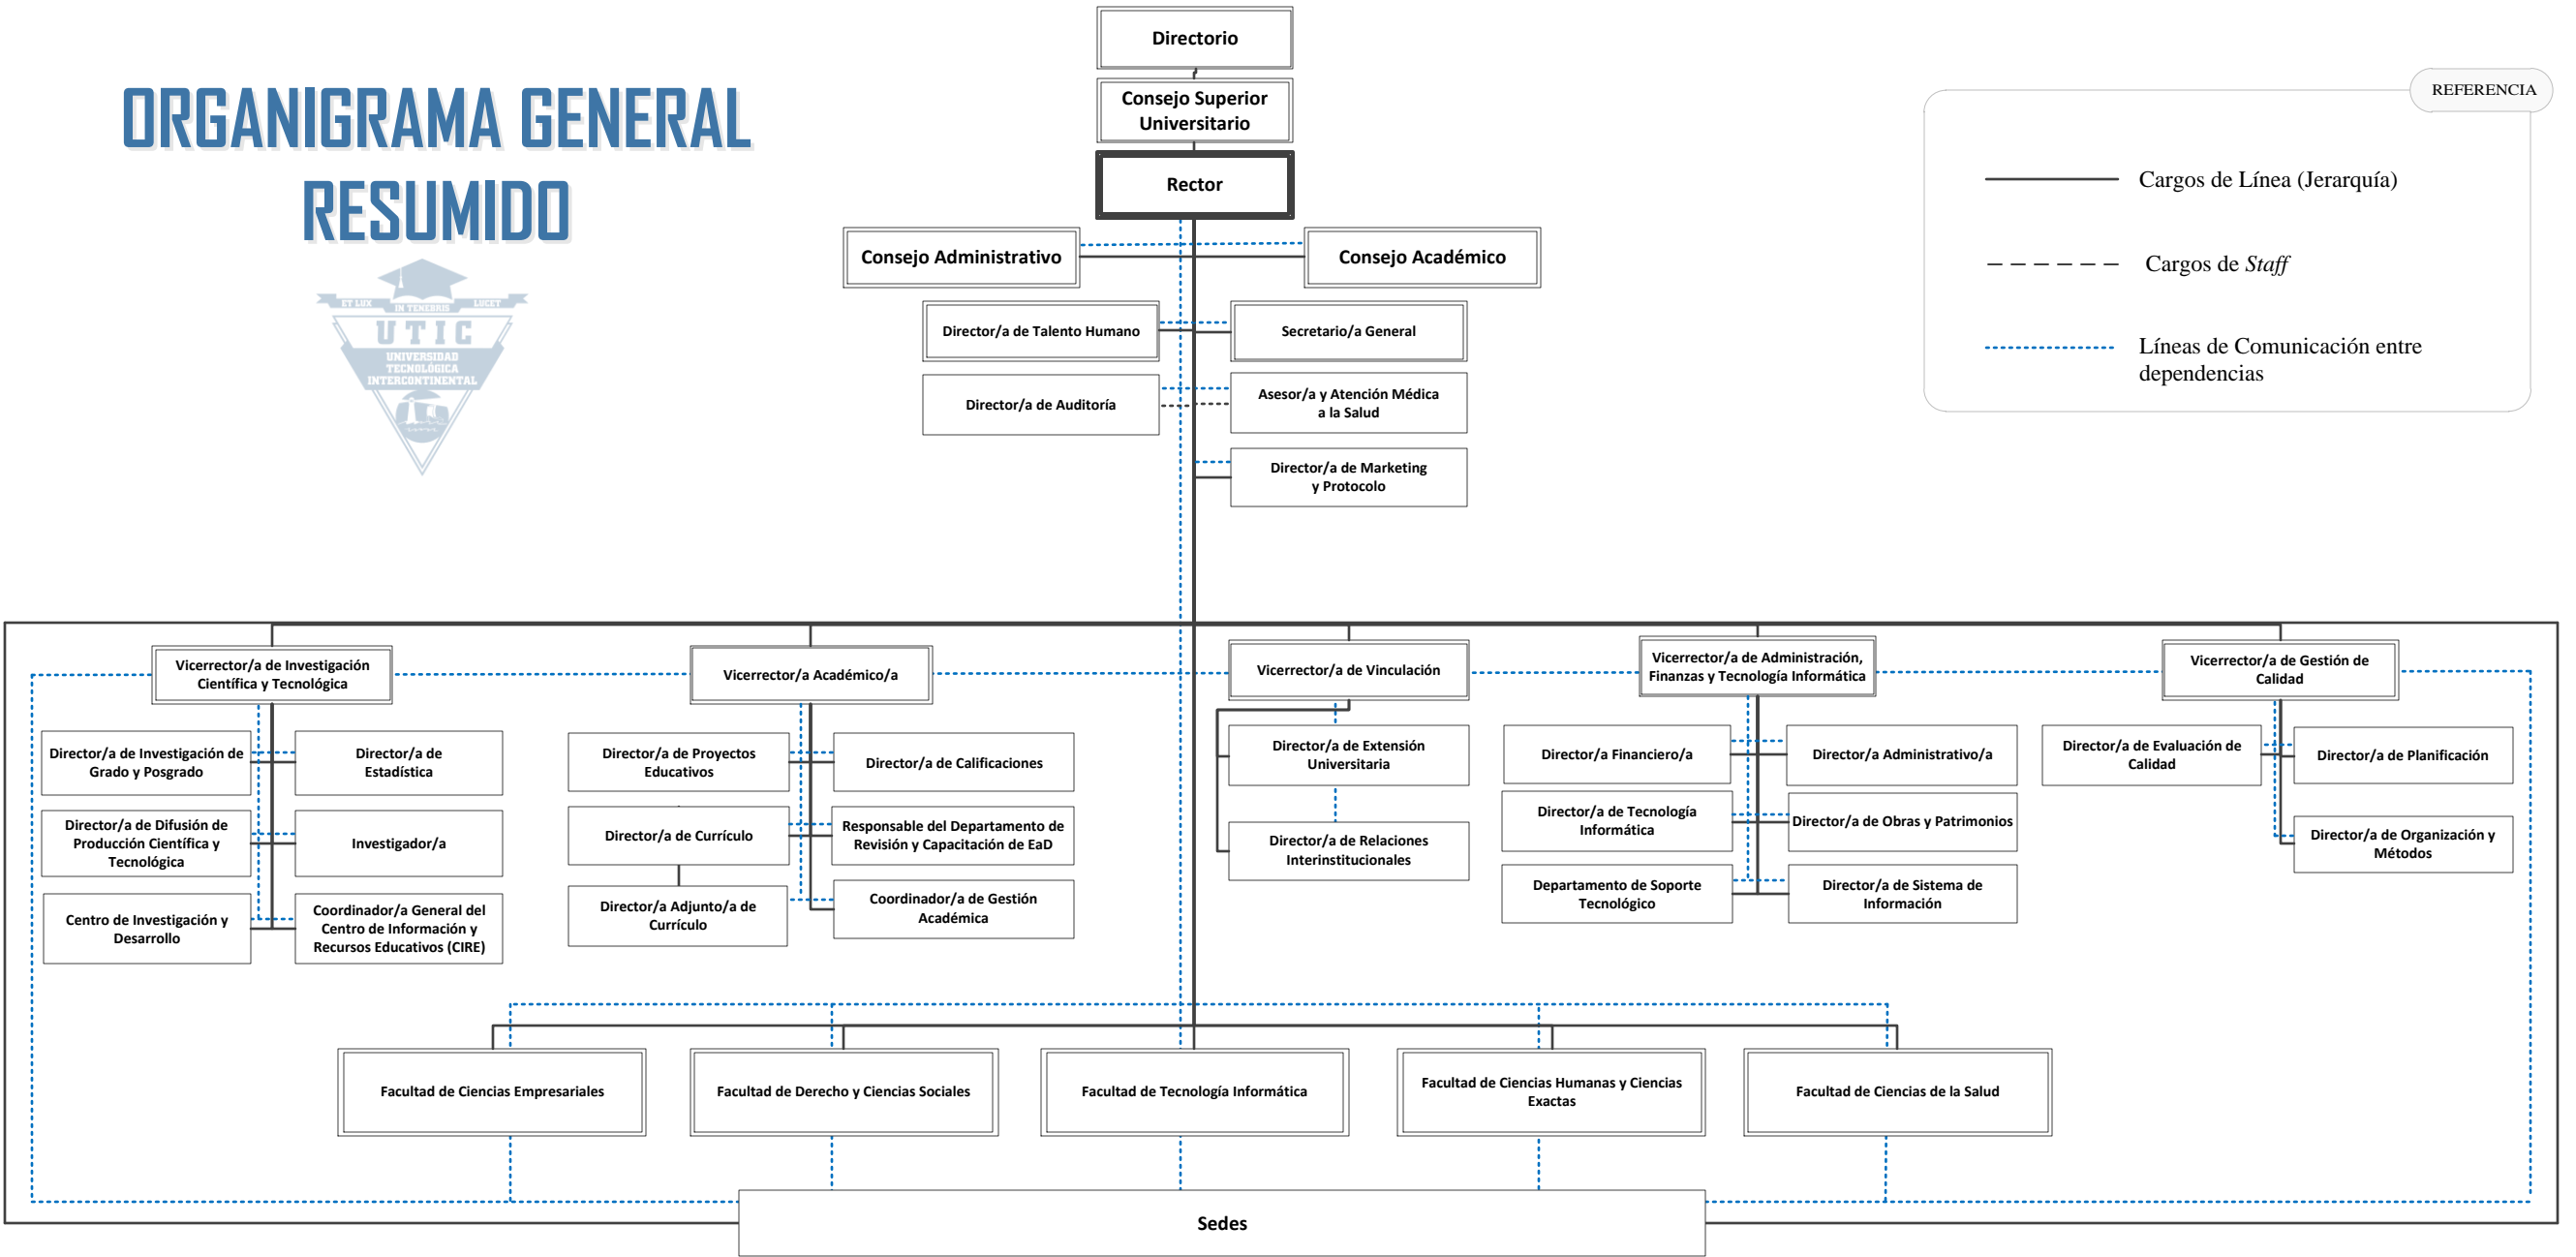 Directorio
Consejo Superior
Universitario
Rector
ORGANIGRAMA GENERAL
RESUMIDO
ET LUX
IN TENEBRIS
LUCET
UTIC
UNIVERSIDAD
TECNOLÓGICA
INTERCONTINENTAL
REFERENCIA
Cargos de Línea (Jerarquía)
Cargos de Staff
Líneas de Comunicación entre
dependencias
Consejo Administrativo
Consejo Académico
Director/a de Talento Humano
Secretario/a General
Director/a de Auditoría
Asesor/a y Atención Médica
a la Salud
Director/a de Marketing
y Protocolo
Vicerrector/a de Investigación
Científica y Tecnológica
Vicerrector/a Académico/a
Vicerrector/a de Vinculación
Vicerrector/a de Administración,
Finanzas y Tecnología Informática
Vicerrector/a de Gestión de
Calidad
Director/a de Investigación de
Grado y Posgrado
Director/a de
Estadística
Director/a de Difusión de
Producción Científica y
Tecnológica
Investigador/a
Centro de Investigación y
Desarrollo
Coordinador/a General del
Centro de Información y
Recursos Educativos (CIRE)
Director/a de Proyectos
Educativos
Director/a de Calificaciones
Director/a de Currículo
Responsable del Departamento de
Revisión y Capacitación de EaD
Director/a Adjunto/a de
Currículo
Coordinador/a de Gestión
Académica
Director/a de Extensión
Universitaria
Director/a de Relaciones
Interinstitucionales
Director/a Financiero/a
Director/a Administrativo/a
Director/a de Tecnología
Informática
Director/a de Obras y Patrimonios
Departamento de Soporte
Tecnológico
Director/a de Sistema de
Información
Director/a de Evaluación de
Calidad
Director/a de Planificación
Director/a de Organización y
Métodos
Facultad de Ciencias Empresariales
Facultad de Derecho y Ciencias Sociales
Facultad de Tecnología Informática
Facultad de Ciencias Humanas y Ciencias
Exactas
Facultad de Ciencias de la Salud
Sedes